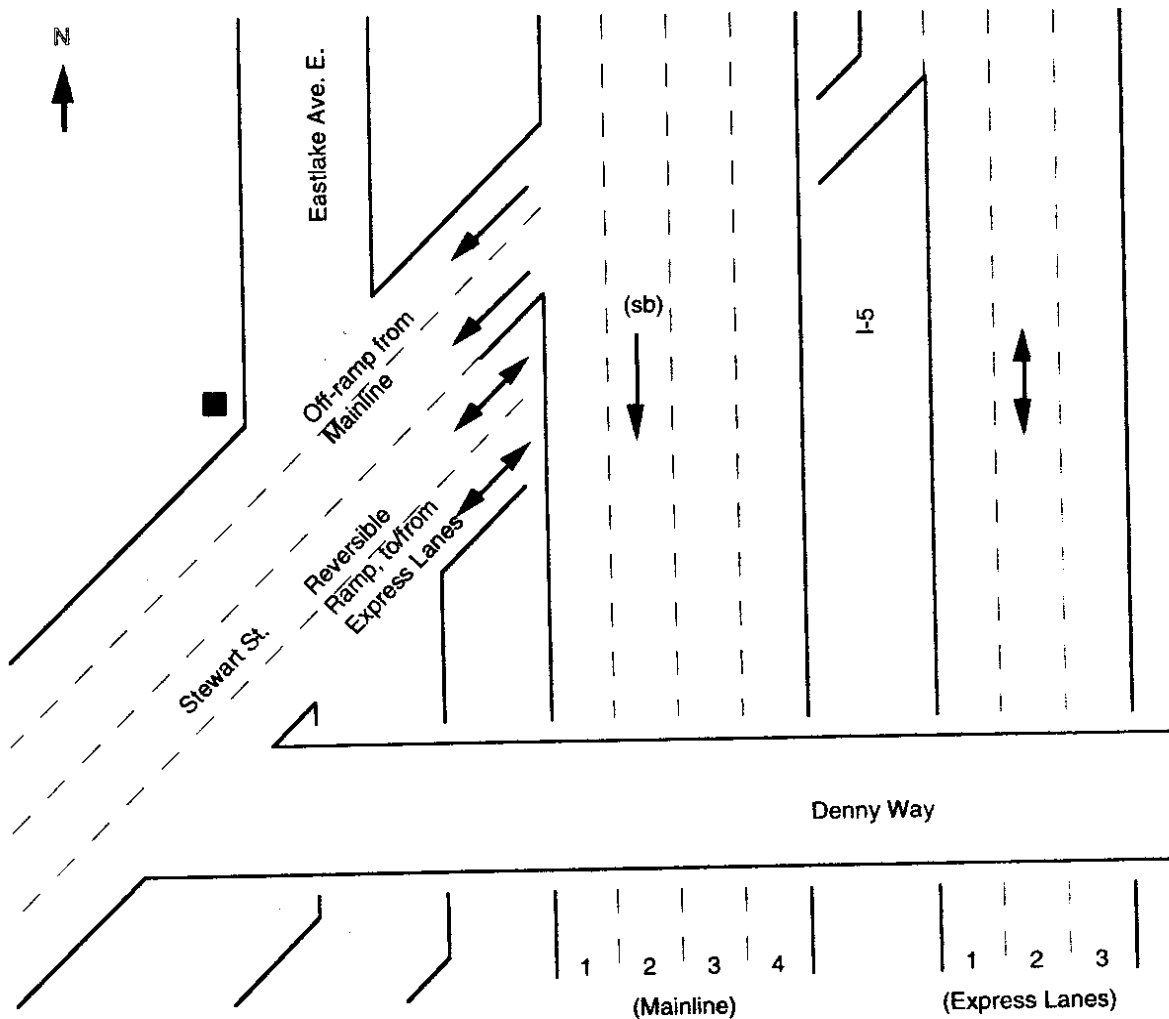 N
Eastlake Ave. E.
Off-ramp from
Mainline
(sb)
I-5
Reversible
Ramp, to/from
Express Lanes
Stewart St.
Denny Way
1 2 3 4
(Mainline)
1 2 3
(Express Lanes)